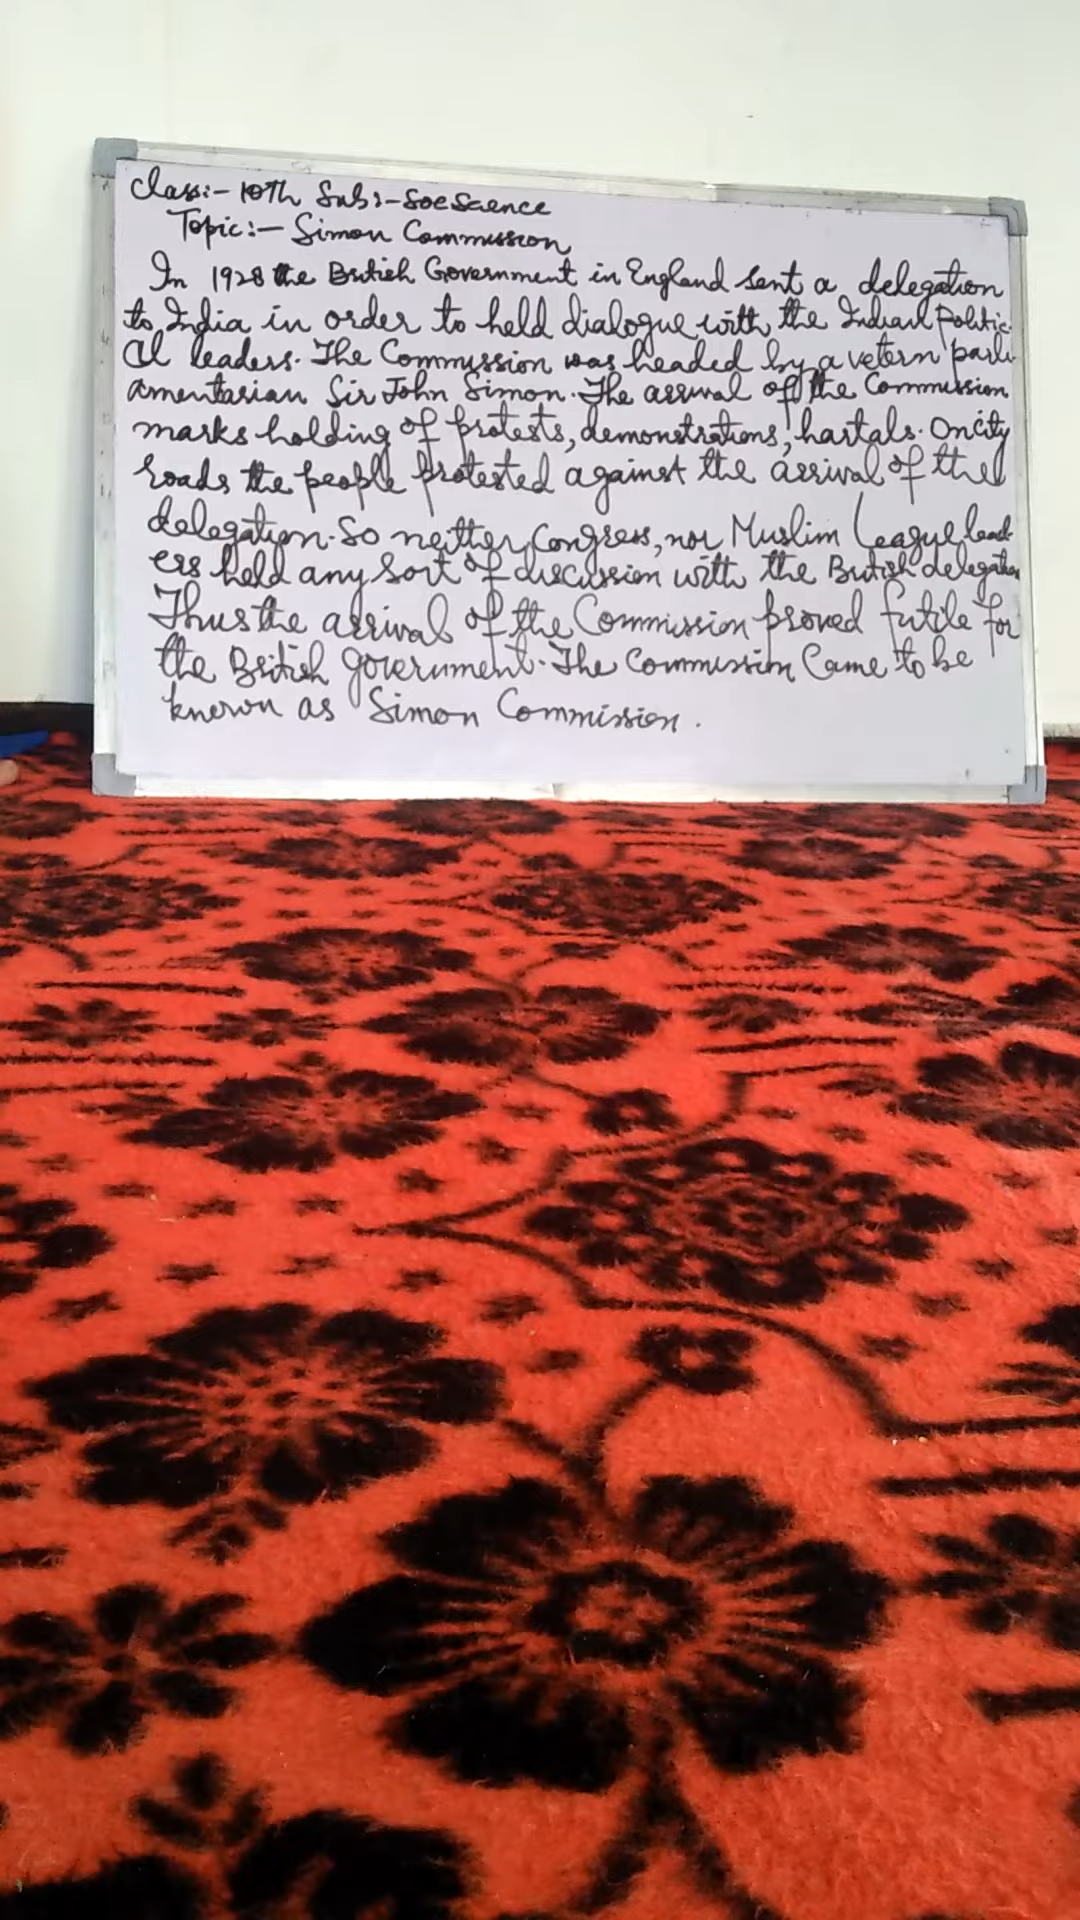 Class:- 10th Sub:- Soc Science
Topic:- Simon Commission
In 1928 the British Government in England sent a delegation
to India in order to held dialogue with the Indian Politic-
al leaders. The Commission was headed by a vetern parli-
amentarian Sir John Simon. The arrival of the Commission
marks holding of protests, demonstrations, hartals. On city
roads the people protested against the arrival of the
delegation. So neither Congress, nor Muslim League lead-
ers held any sort of discussion with the British delegation
Thus the arrival of the Commission proved futile for
the British government. The Commission Came to be
known as Simon Commission.